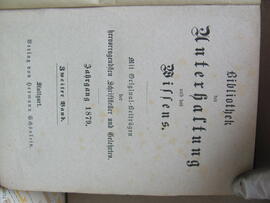 Bibliothek
der
Unterhaltung
und des
Wissens.
Mit Original-Beiträgen
der
hervorragendsten Schriftsteller und Gelehrten.
Jahrgang 1879.
Zweiter Band.
Stuttgart.
Verlag von Hermann Schönlein.